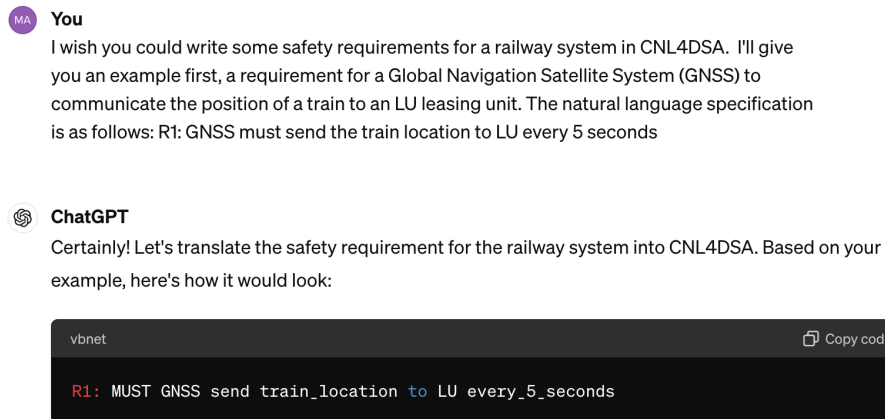 MA You
I wish you could write some safety requirements for a railway system in CNL4DSA. I'll give
you an example first, a requirement for a Global Navigation Satellite System (GNSS) to
communicate the position of a train to an LU leasing unit. The natural language specification
is as follows: R1: GNSS must send the train location to LU every 5 seconds
ChatGPT
Certainly! Let's translate the safety requirement for the railway system into CNL4DSA. Based on your
example, here's how it would look:
vbnet Copy cod
R1: MUST GNSS send train_location to LU every_5_seconds